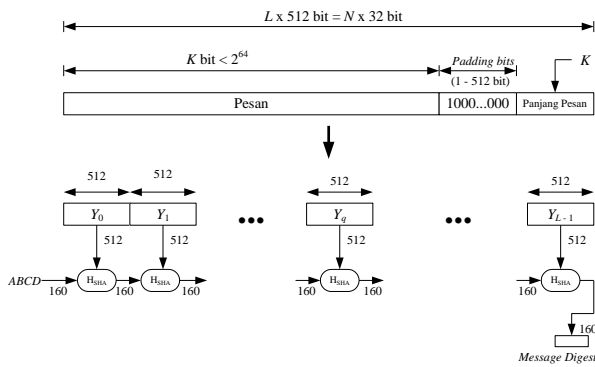 L x 512 bit = N x 32 bit
K bit < 2^64
Padding bits
(1 - 512 bit)
K
Pesan
1000...000
Panjang Pesan
512
512
512
512
Y0
Y1
Yq
YL - 1
512
512
512
512
ABCD
HSHA
HSHA
HSHA
HSHA
160
160
160
160
160
160
160
Message Digest